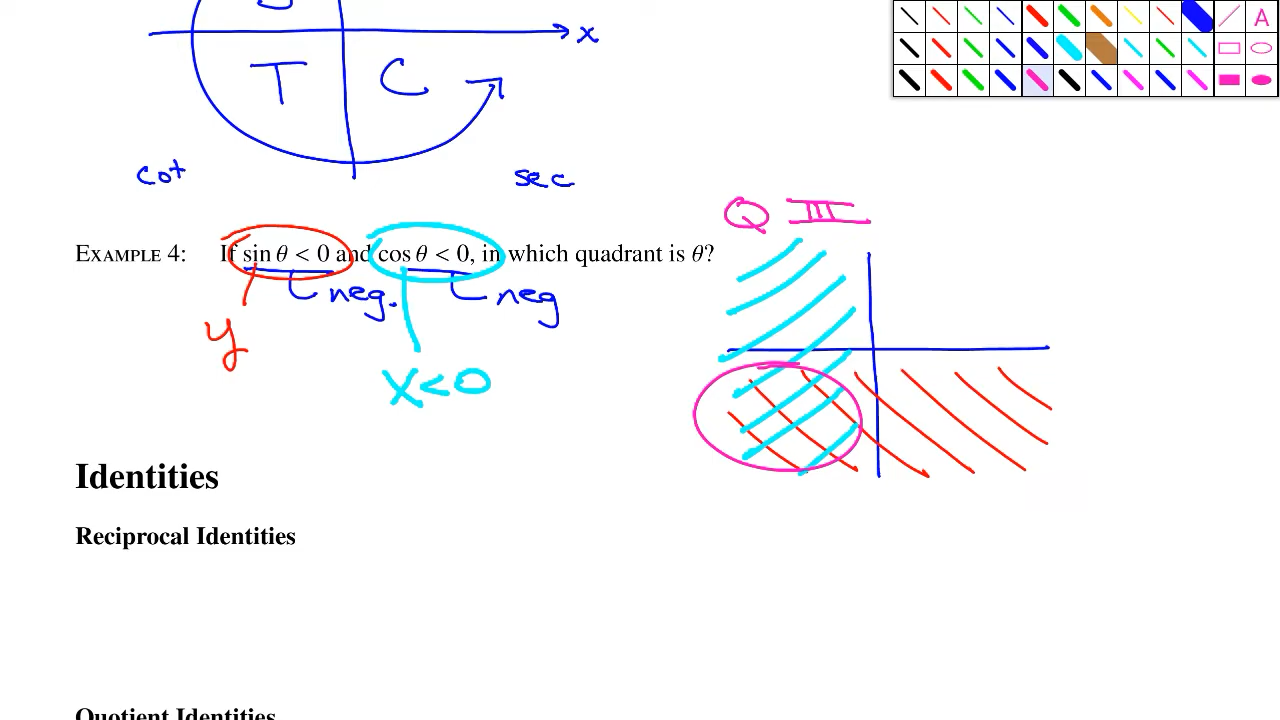 x
T C
cot sec
Q III
EXAMPLE 4: If sin θ < 0 and cos θ < 0, in which quadrant is θ?
neg. neg
y
x<0
Identities
Reciprocal Identities
Quotient Identities
A